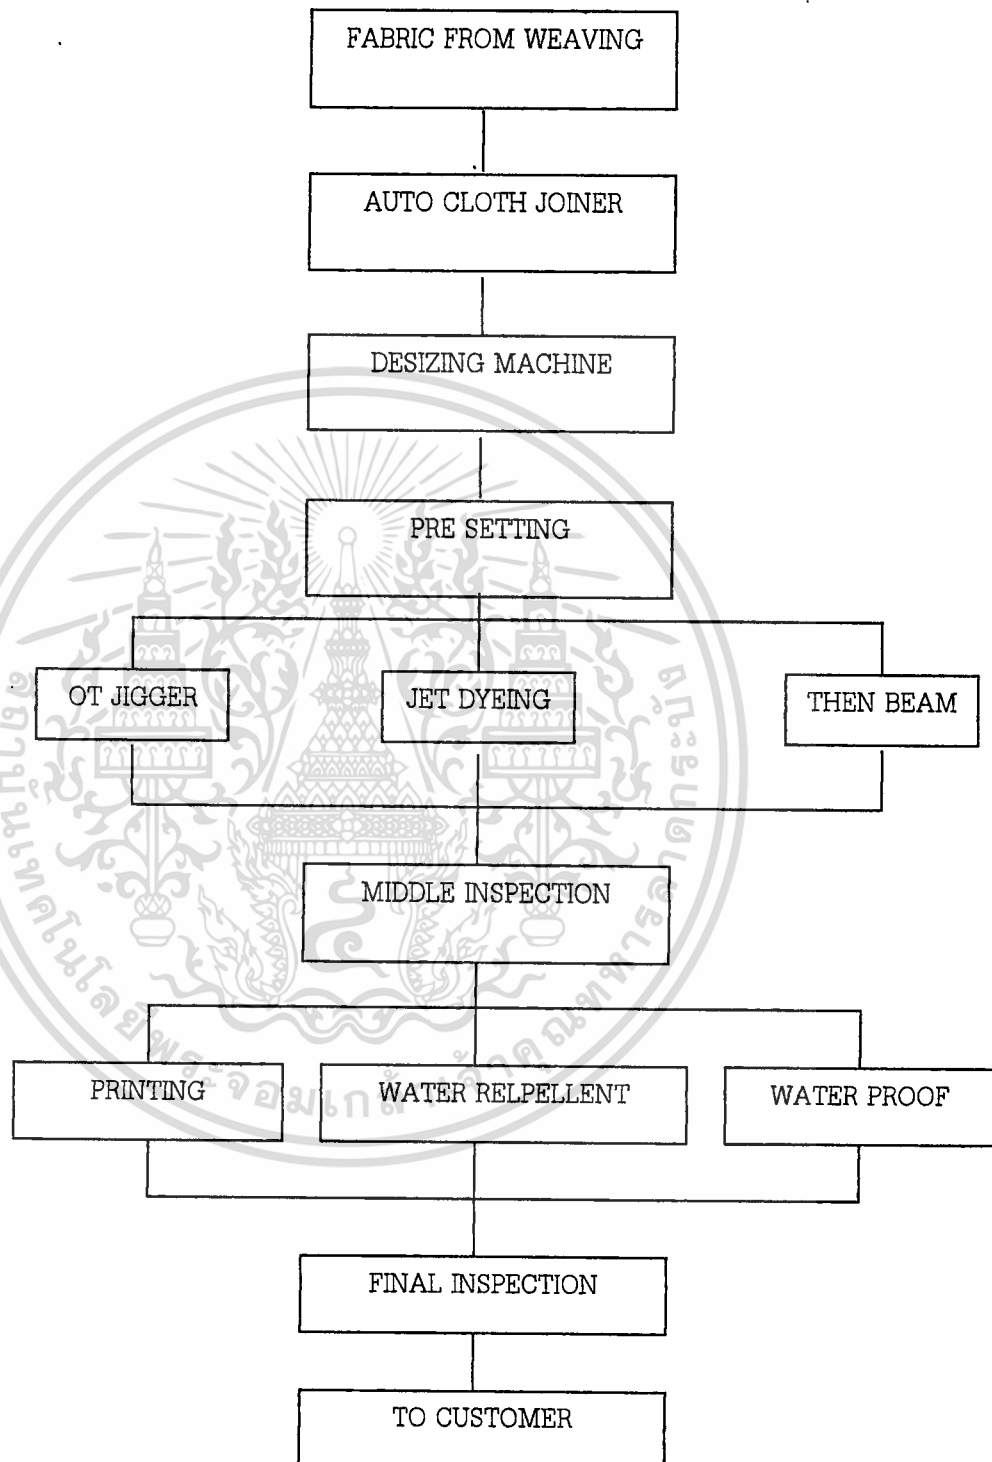 FABRIC FROM WEAVING
AUTO CLOTH JOINER
DESIZING MACHINE
PRE SETTING
OT JIGGER
JET DYEING
THEN BEAM
MIDDLE INSPECTION
PRINTING
WATER RELPELLENT
WATER PROOF
FINAL INSPECTION
TO CUSTOMER